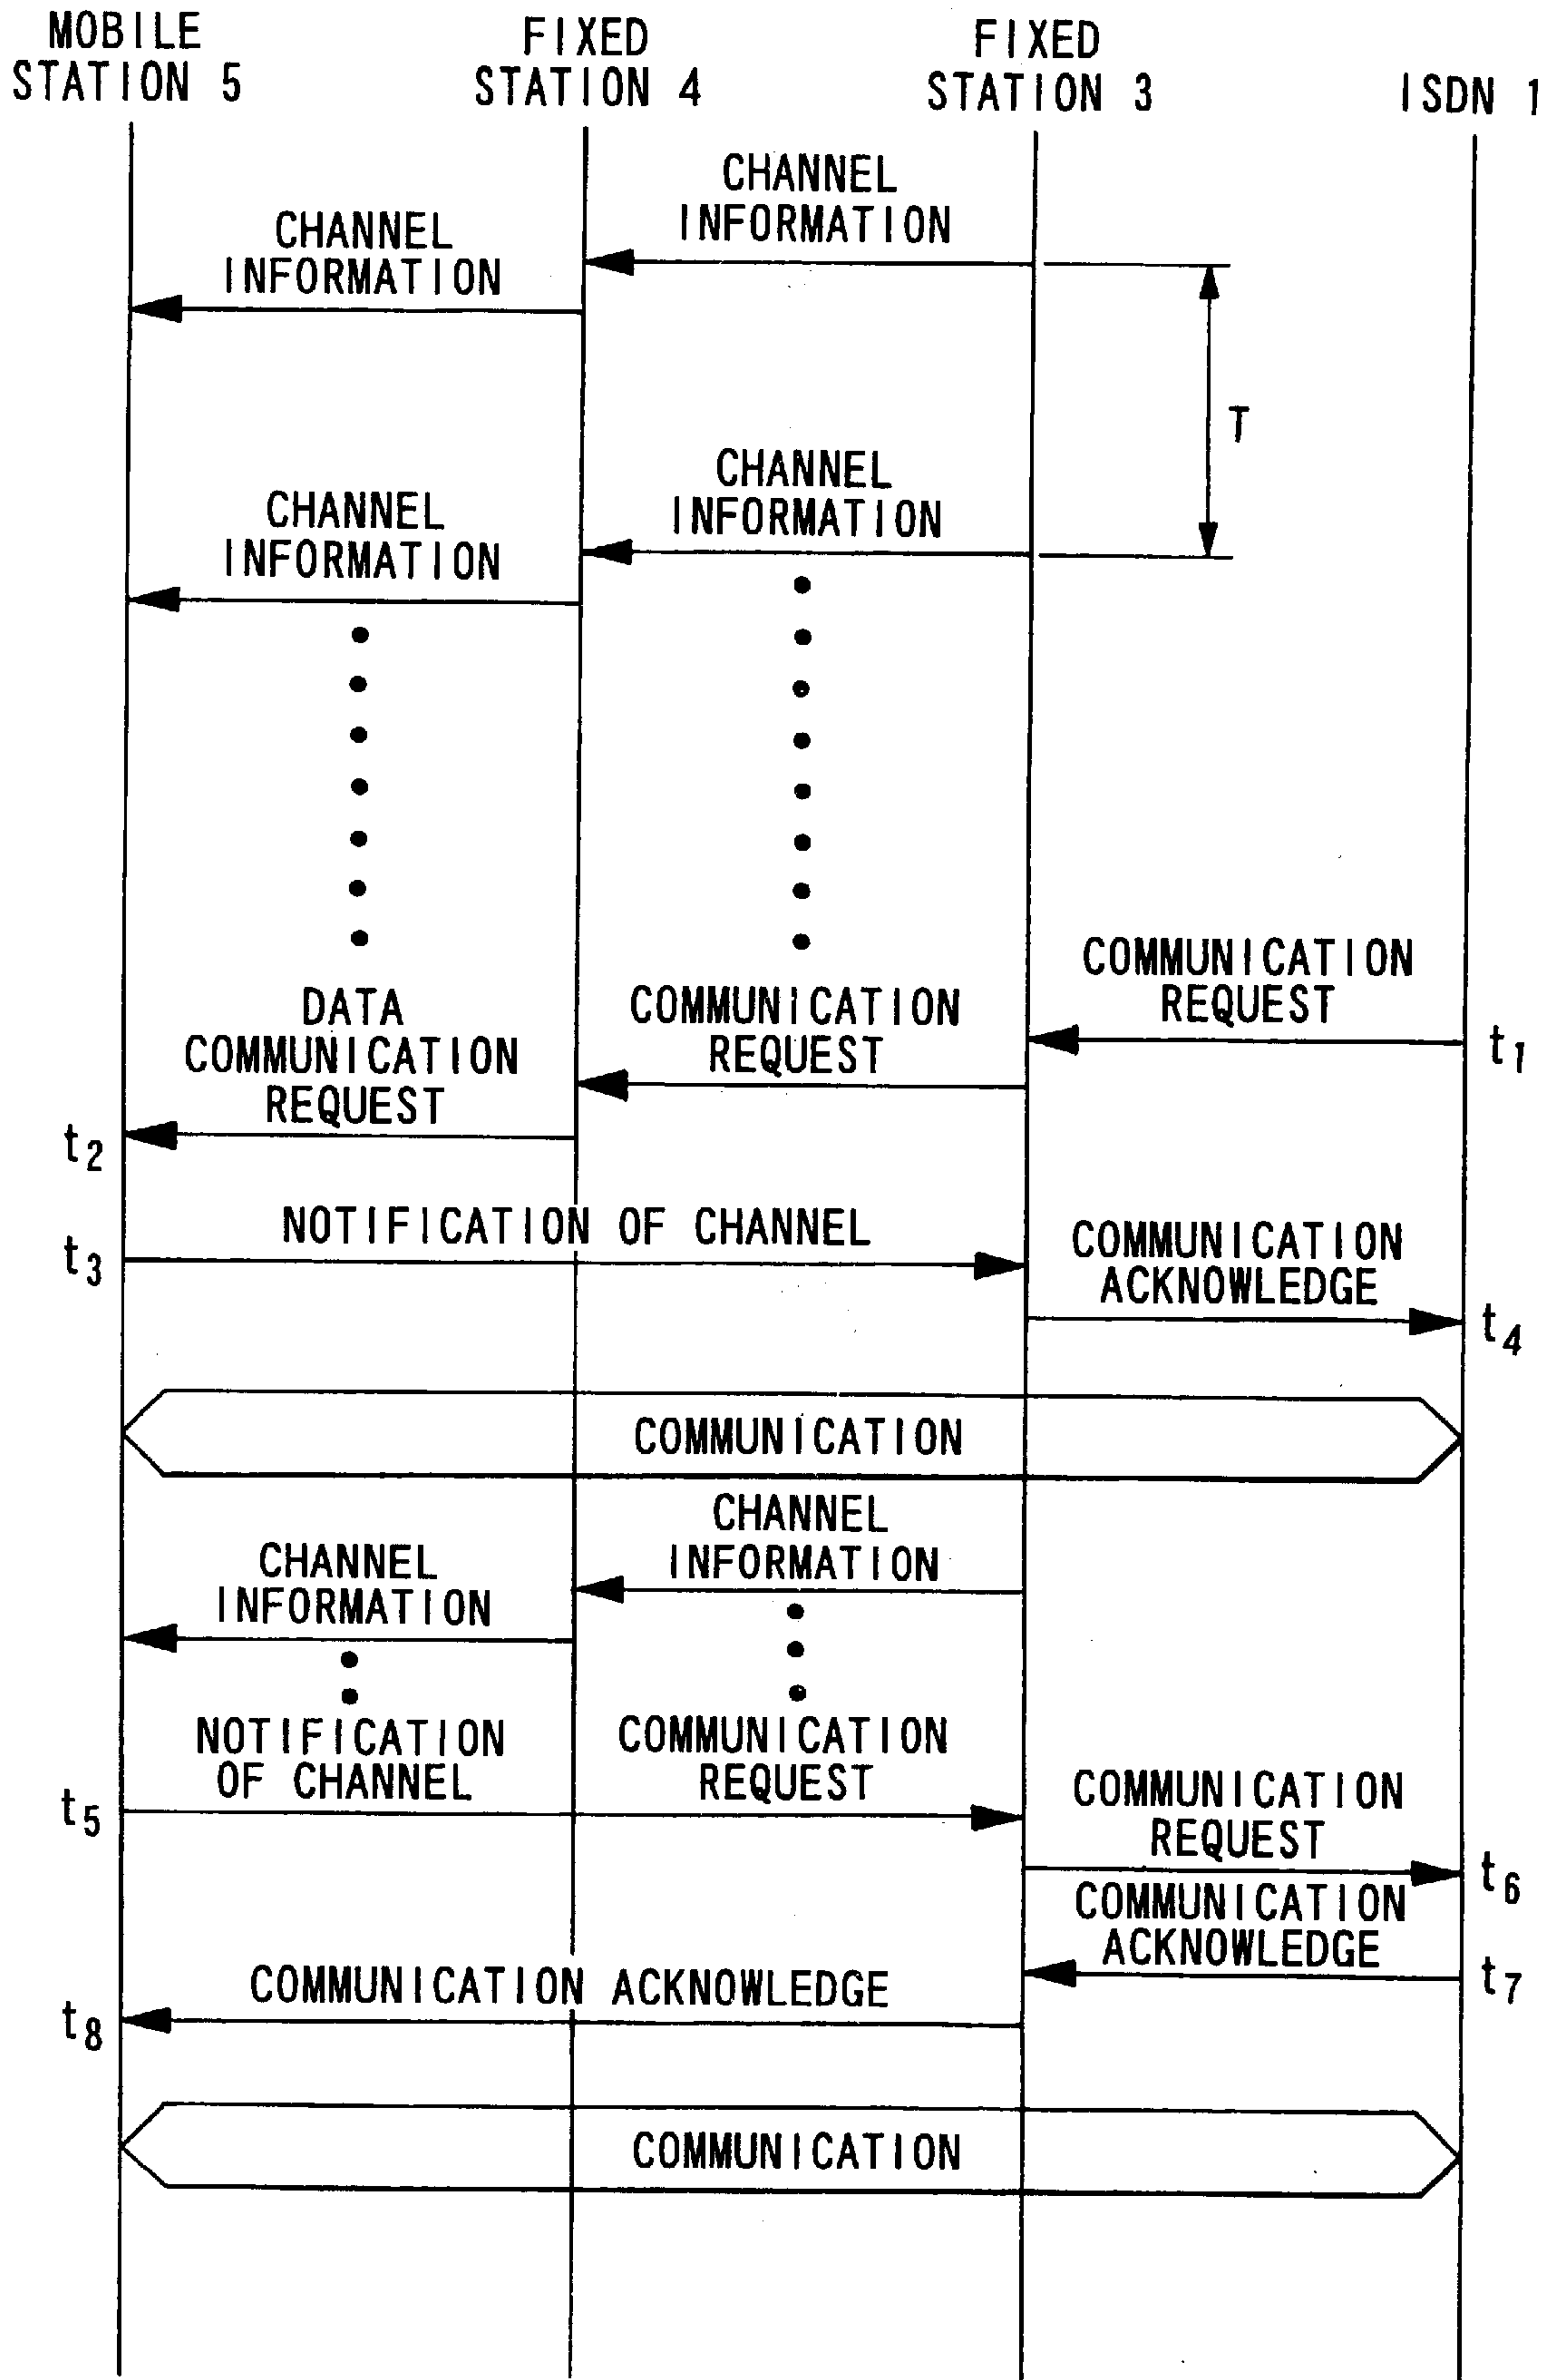 MOBILE
STATION 5
FIXED
STATION 4
FIXED
STATION 3
ISDN 1
CHANNEL
INFORMATION
CHANNEL
INFORMATION
T
CHANNEL
INFORMATION
CHANNEL
INFORMATION
COMMUNICATION
REQUEST
t1
COMMUNICATION
REQUEST
DATA
COMMUNICATION
REQUEST
t2
NOTIFICATION OF CHANNEL
t3
COMMUNICATION
ACKNOWLEDGE
t4
COMMUNICATION
CHANNEL
INFORMATION
CHANNEL
INFORMATION
NOTIFICATION
OF CHANNEL
COMMUNICATION
REQUEST
t5
COMMUNICATION
REQUEST
t6
COMMUNICATION
ACKNOWLEDGE
t7
COMMUNICATION ACKNOWLEDGE
t8
COMMUNICATION